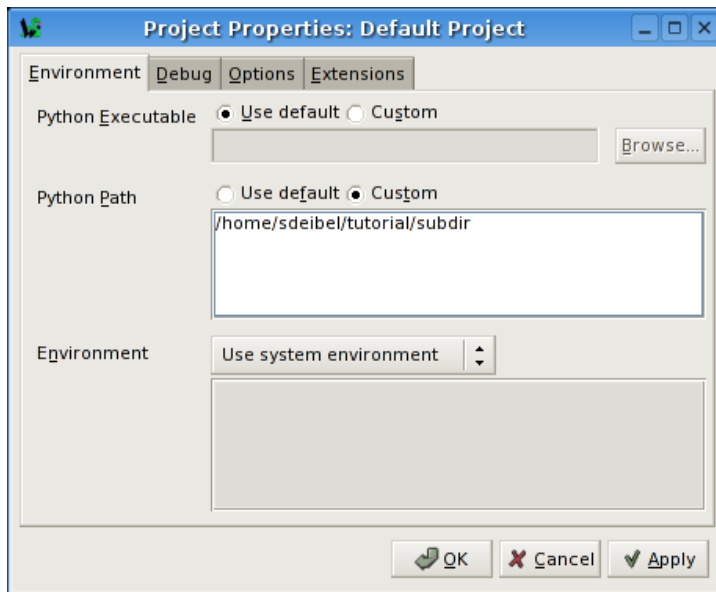 Project Properties: Default Project
Environment Debug Options Extensions
Python Executable Use default Custom
Browse...
Python Path Use default Custom
/home/sdeibel/tutorial/subdir
Environment Use system environment
OK Cancel Apply